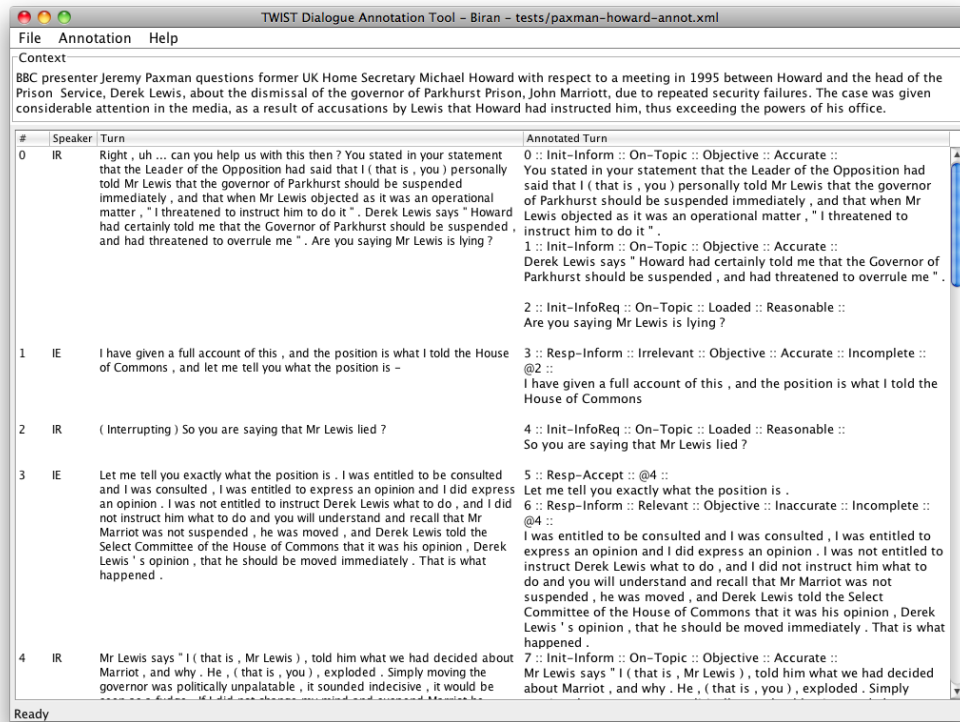 TWIST Dialogue Annotation Tool – Biran – tests/paxman-howard-annot.xml
File Annotation Help
Context
BBC presenter Jeremy Paxman questions former UK Home Secretary Michael Howard with respect to a meeting in 1995 between Howard and the head of the
Prison Service, Derek Lewis, about the dismissal of the governor of Parkhurst Prison, John Marriott, due to repeated security failures. The case was given
considerable attention in the media, as a result of accusations by Lewis that Howard had instructed him, thus exceeding the powers of his office.
# Speaker Turn Annotated Turn
0 IR
Right , uh ... can you help us with this then ? You stated in your statement
that the Leader of the Opposition had said that I ( that is , you ) personally
told Mr Lewis that the governor of Parkhurst should be suspended
immediately , and that when Mr Lewis objected as it was an operational
matter , " I threatened to instruct him to do it " . Derek Lewis says " Howard
had certainly told me that the Governor of Parkhurst should be suspended ,
and had threatened to overrule me " . Are you saying Mr Lewis is lying ?
0 :: Init-Inform :: On-Topic :: Objective :: Accurate ::
You stated in your statement that the Leader of the Opposition had
said that I ( that is , you ) personally told Mr Lewis that the governor
of Parkhurst should be suspended immediately , and that when Mr
Lewis objected as it was an operational matter , " I threatened to
instruct him to do it " .
1 :: Init-Inform :: On-Topic :: Objective :: Accurate ::
Derek Lewis says " Howard had certainly told me that the Governor of
Parkhurst should be suspended , and had threatened to overrule me " .
2 :: Init-InfoReq :: On-Topic :: Loaded :: Reasonable ::
Are you saying Mr Lewis is lying ?
1 IE
I have given a full account of this , and the position is what I told the House
of Commons , and let me tell you what the position is –
3 :: Resp-Inform :: Irrelevant :: Objective :: Accurate :: Incomplete ::
@2 ::
I have given a full account of this , and the position is what I told the
House of Commons
2 IR
( Interrupting ) So you are saying that Mr Lewis lied ?
4 :: Init-InfoReq :: On-Topic :: Loaded :: Reasonable ::
So you are saying that Mr Lewis lied ?
3 IE
Let me tell you exactly what the position is . I was entitled to be consulted
and I was consulted , I was entitled to express an opinion and I did express
an opinion . I was not entitled to instruct Derek Lewis what to do , and I did
not instruct him what to do and you will understand and recall that Mr
Marriot was not suspended , he was moved , and Derek Lewis told the
Select Committee of the House of Commons that it was his opinion , Derek
Lewis ' s opinion , that he should be moved immediately . That is what
happened .
5 :: Resp-Accept :: @4 ::
Let me tell you exactly what the position is .
6 :: Resp-Inform :: Relevant :: Objective :: Inaccurate :: Incomplete ::
@4 ::
I was entitled to be consulted and I was consulted , I was entitled to
express an opinion and I did express an opinion . I was not entitled to
instruct Derek Lewis what to do , and I did not instruct him what to
do and you will understand and recall that Mr Marriot was not
suspended , he was moved , and Derek Lewis told the Select
Committee of the House of Commons that it was his opinion , Derek
Lewis ' s opinion , that he should be moved immediately . That is what
happened .
4 IR
Mr Lewis says " I ( that is , Mr Lewis ) , told him what we had decided about
Marriot , and why . He , ( that is , you ) , exploded . Simply moving the
governor was politically unpalatable , it sounded indecisive , it would be
7 :: Init-Inform :: On-Topic :: Objective :: Accurate ::
Mr Lewis says " I ( that is , Mr Lewis ) , told him what we had decided
about Marriot , and why . He , ( that is , you ) , exploded . Simply
Ready